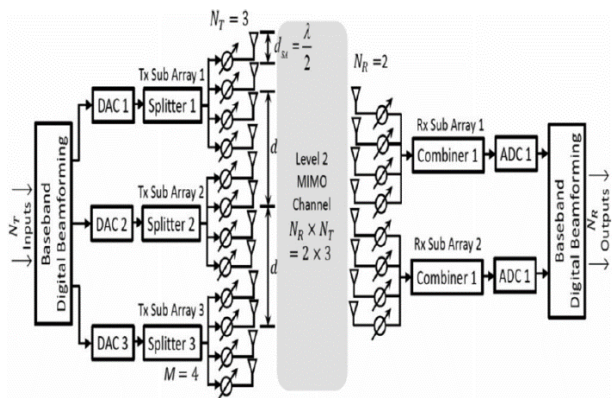 N_T = 3
d_SA = λ/2
N_R = 2
Tx Sub Array 1
DAC 1
Splitter 1
Rx Sub Array 1
Combiner 1
ADC 1
d
Level 2
MIMO
Channel
N_R × N_T
= 2 × 3
N_T
Inputs
Baseband
Digital Beamforming
Tx Sub Array 2
DAC 2
Splitter 2
d
Rx Sub Array 2
Combiner 1
ADC 1
Baseband
Digital Beamforming
N_R
Outputs
Tx Sub Array 3
DAC 3
Splitter 3
M = 4